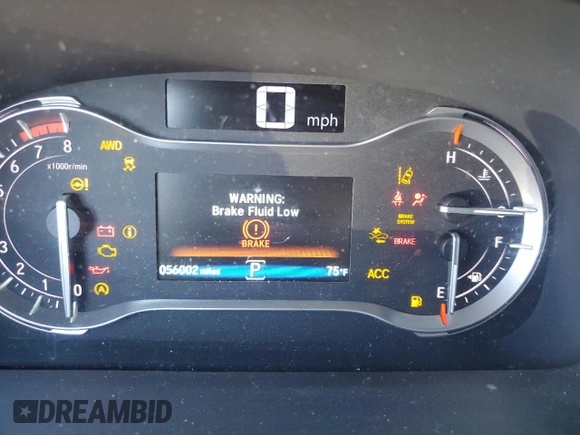 0 mph
8
7
6
5
3
2
1
0
x1000r/min
AWD
WARNING:
Brake Fluid Low
BRAKE
056002 miles
P
75°F
BRAKE
SYSTEM
BRAKE
ACC
H
C
F
E
DREAMBID